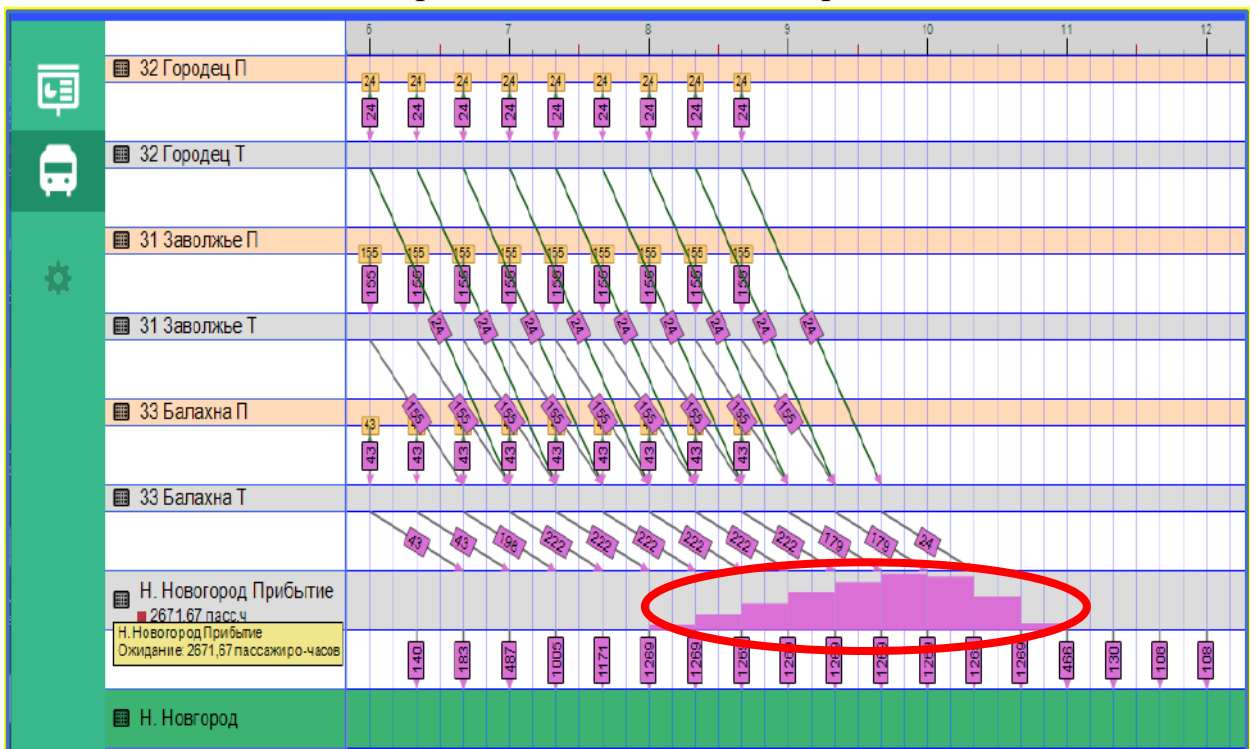 6 7 8 9 10 11 12
32 Городец П
24 24 24 24 24 24 24 24 24
24 24 24 24 24 24 24 24 24
32 Городец Т
31 Заволжье П
155 155 155 155 155 155 155 155 155
155 155 155 155 155 155 155 155 155
31 Заволжье Т
24 24 24 24 24 24 24 24 24
33 Балахна П
155 155 155 155 155 155 155 155 155
43
43 43 43 43 43 43 43 43 43
33 Балахна Т
43 43 198 222 222 222 222 222 222 179 179 24
Н. Новогород Прибытие
2671,67 пасс.ч
Н. Новогород Прибытие
Ожидание: 2671,67 пассажиро-часов
140 183 487 1005 1171 1269 1269 1269 1269 1269 1269 1269 1269 1269 466 130 108 108
Н. Новгород